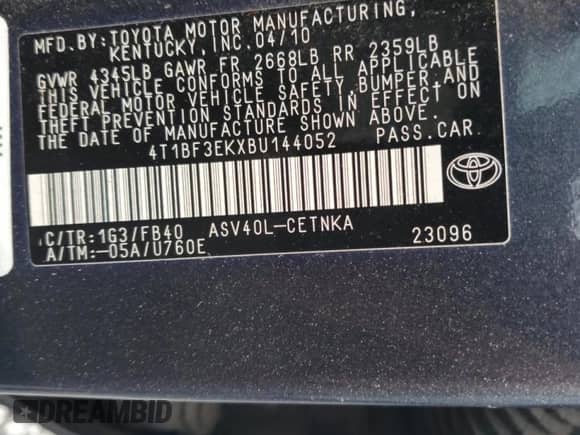 MFD.BY:TOYOTA MOTOR MANUFACTURING,
KENTUCKY, INC. 04/10
GVWR 4345LB GAWR FR 2668LB RR 2359LB
THIS VEHICLE CONFORMS TO ALL APPLICABLE
FEDERAL MOTOR VEHICLE SAFETY, BUMPER, AND
THEFT PREVENTION STANDARDS IN EFFECT ON
THE DATE OF MANUFACTURE SHOWN ABOVE.
4T1BF3EKXBU144052 PASS.CAR.
C/TR:1G3/FB40 ASV40L-CETNKA
A/TM:-05A/U760E 23096
DREAMBID